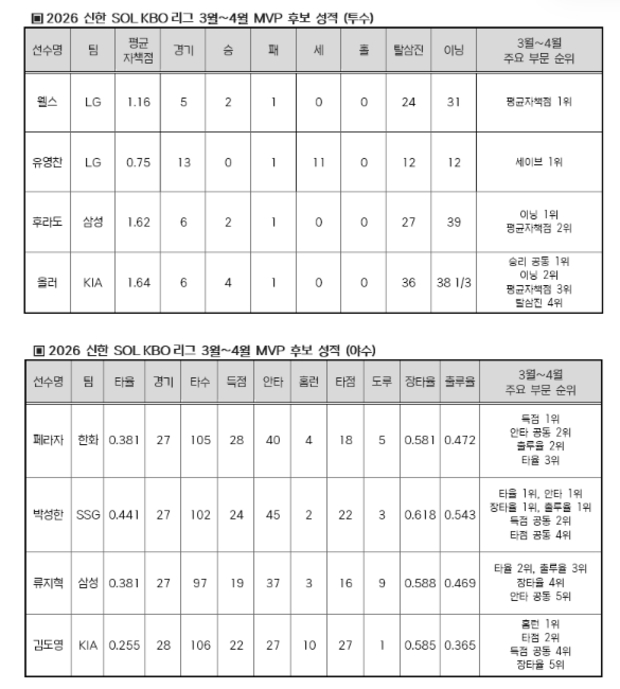 ▣ 2026 신한 SOL KBO 리그 3월~4월 MVP 후보 성적 (투수)
선수명 팀 평균자책점 경기 승 패 세 홀 탈삼진 이닝 3월~4월 주요 부문 순위
웰스 LG 1.16 5 2 1 0 0 24 31 평균자책점 1위
유영찬 LG 0.75 13 0 1 11 0 12 12 세이브 1위
후라도 삼성 1.62 6 2 1 0 0 27 39 이닝 1위
평균자책점 2위
올러 KIA 1.64 6 4 1 0 0 36 38 1/3 승리 공동 1위
이닝 2위
평균자책점 3위
탈삼진 4위
▣ 2026 신한 SOL KBO 리그 3월~4월 MVP 후보 성적 (야수)
선수명 팀 타율 경기 타수 득점 안타 홈런 타점 도루 장타율 출루율 3월~4월 주요 부문 순위
페라자 한화 0.381 27 105 28 40 4 18 5 0.581 0.472 득점 1위
안타 공동 2위
출루율 2위
타율 3위
박성한 SSG 0.441 27 102 24 45 2 22 3 0.618 0.543 타율 1위, 안타 1위
장타율 1위, 출루율 1위
득점 공동 2위
타점 공동 4위
류지혁 삼성 0.381 27 97 19 37 3 16 9 0.588 0.469 타율 2위, 출루율 3위
장타율 4위
안타 공동 5위
김도영 KIA 0.255 28 106 22 27 10 27 1 0.585 0.365 홈런 1위
타점 2위
득점 공동 4위
장타율 5위